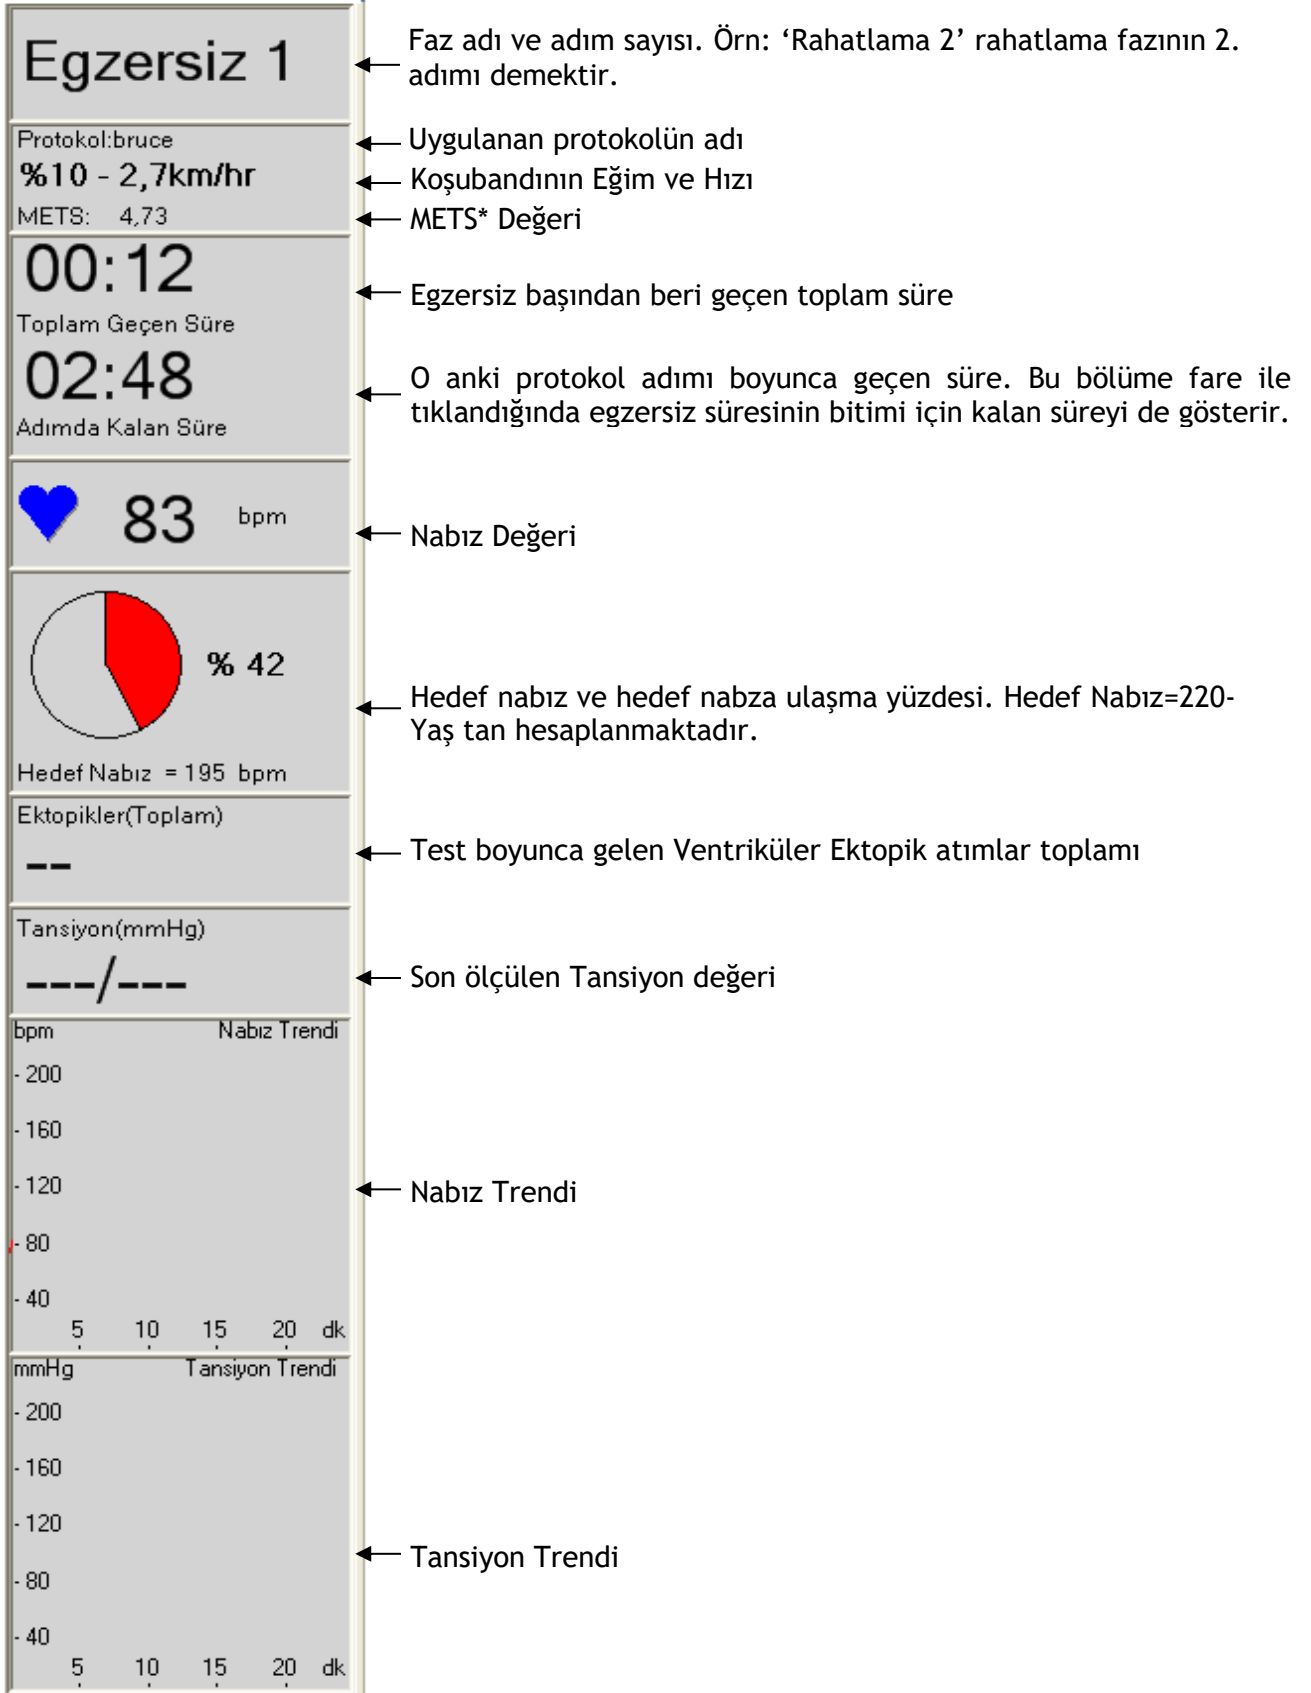 Egzersiz 1
Faz adı ve adım sayısı. Örn: ‘Rahatlama 2’ rahatlama fazının 2.
adımı demektir.
Protokol:bruce
Uygulanan protokolün adı
%10 - 2,7km/hr
Koşubandının Eğim ve Hızı
METS: 4,73
METS* Değeri
00:12
Toplam Geçen Süre
Egzersiz başından beri geçen toplam süre
02:48
Adımda Kalan Süre
O anki protokol adımı boyunca geçen süre. Bu bölüme fare ile
tıklandığında egzersiz süresinin bitimi için kalan süreyi de gösterir.
83 bpm
Nabız Değeri
% 42
Hedef Nabız = 195 bpm
Hedef nabız ve hedef nabza ulaşma yüzdesi. Hedef Nabız=220-
Yaş tan hesaplanmaktadır.
Ektopikler(Toplam)
--
Test boyunca gelen Ventriküler Ektopik atımlar toplamı
Tansiyon(mmHg)
---/---
Son ölçülen Tansiyon değeri
bpm Nabız Trendi
- 200
- 160
- 120
- 80
- 40
5 10 15 20 dk
Nabız Trendi
mmHg Tansiyon Trendi
- 200
- 160
- 120
- 80
- 40
5 10 15 20 dk
Tansiyon Trendi